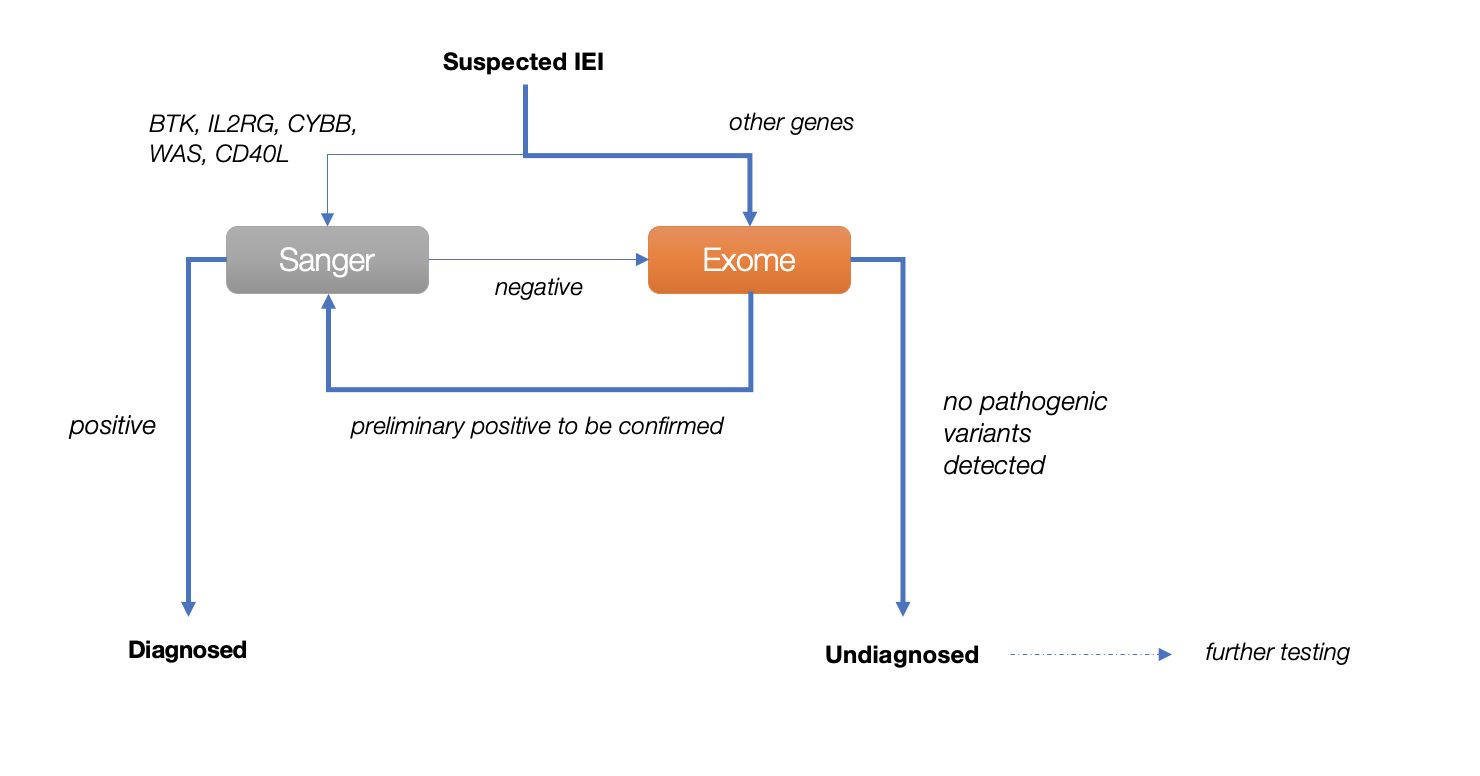 Suspected IEI
BTK, IL2RG, CYBB,
WAS, CD40L
other genes
Sanger
Exome
negative
positive
preliminary positive to be confirmed
no pathogenic
variants
detected
Diagnosed
Undiagnosed
further testing